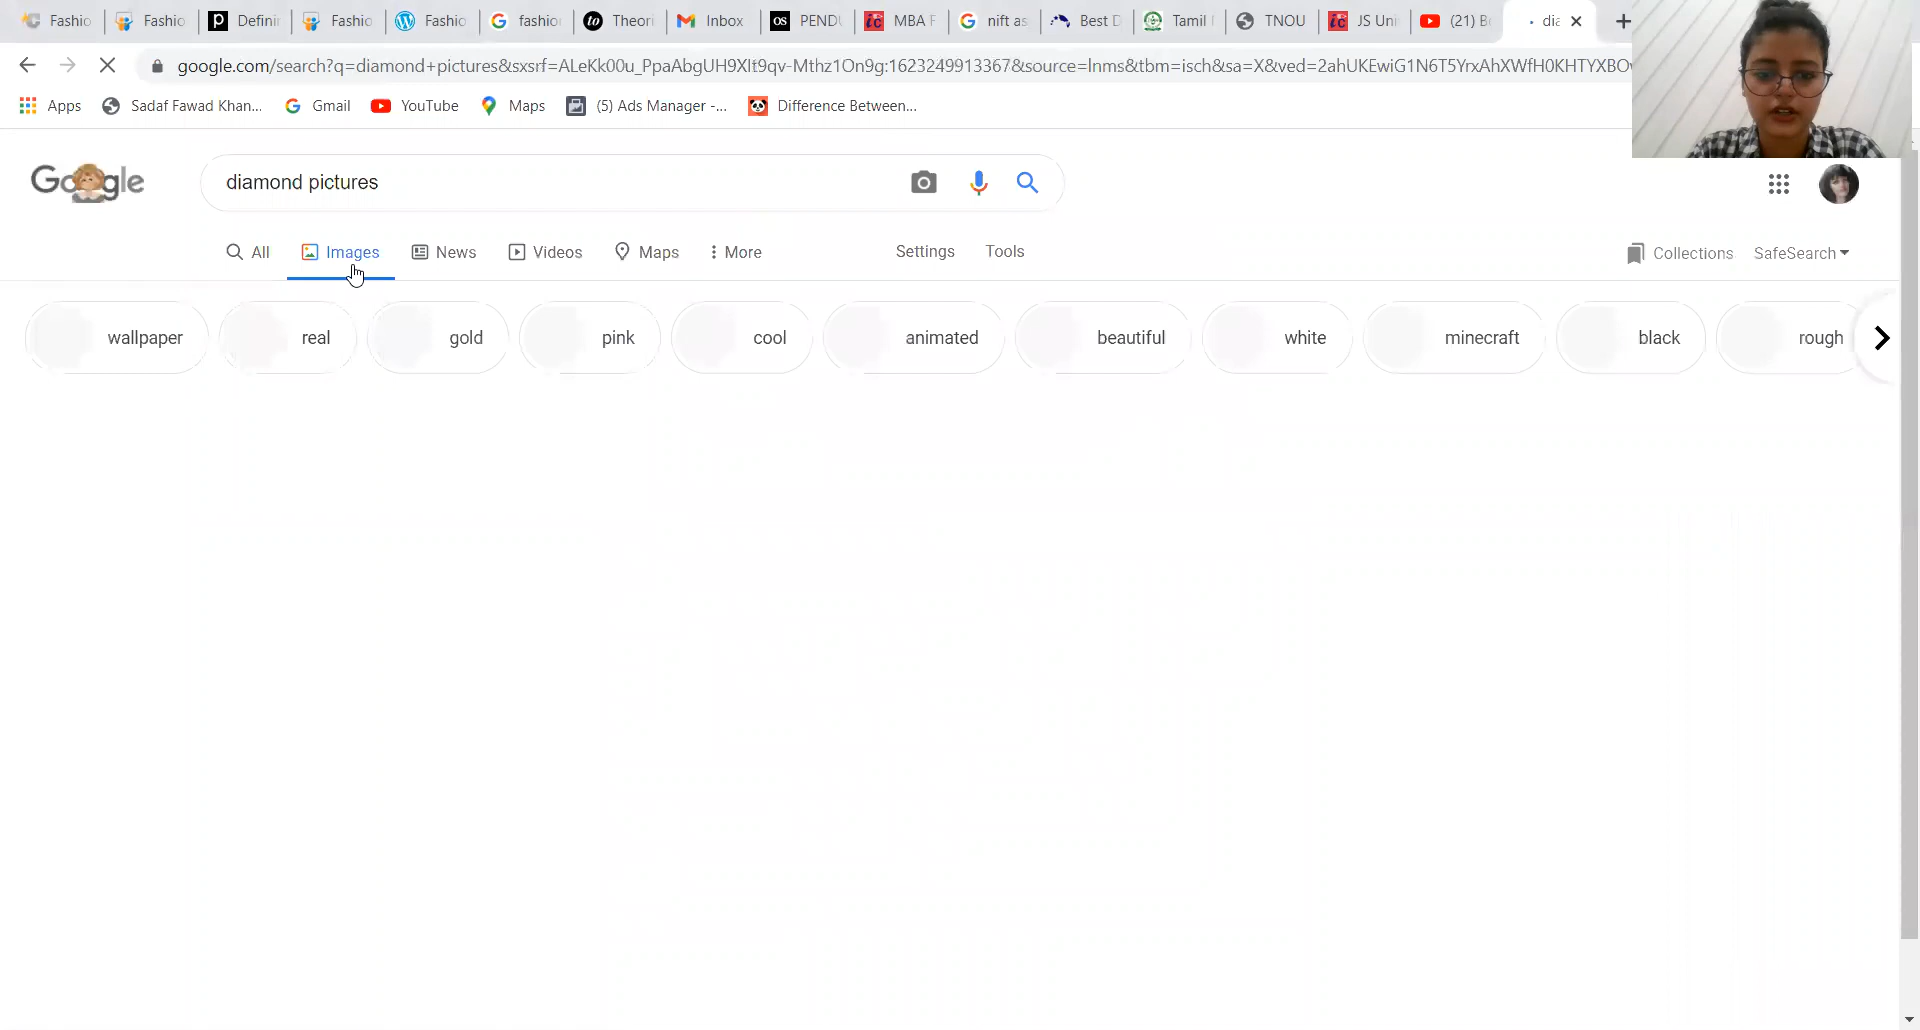 Fashio Fashio Defini Fashio Fashio fashio Theori Inbox PENDU MBA F nift as Best D Tamil TNOU JS Uni (21) B dia
google.com/search?q=diamond+pictures&sxsrf=ALeKk00u_PpaAbgUH9XIt9qv-Mthz1On9g:1623249913367&source=lnms&tbm=isch&sa=X&ved=2ahUKEwiG1N6T5YrxAhXWfH0KHTYXBO
Apps Sadaf Fawad Khan... Gmail YouTube Maps (5) Ads Manager -... Difference Between...
Google diamond pictures
All Images News Videos Maps More Settings Tools Collections SafeSearch
wallpaper real gold pink cool animated beautiful white minecraft black rough